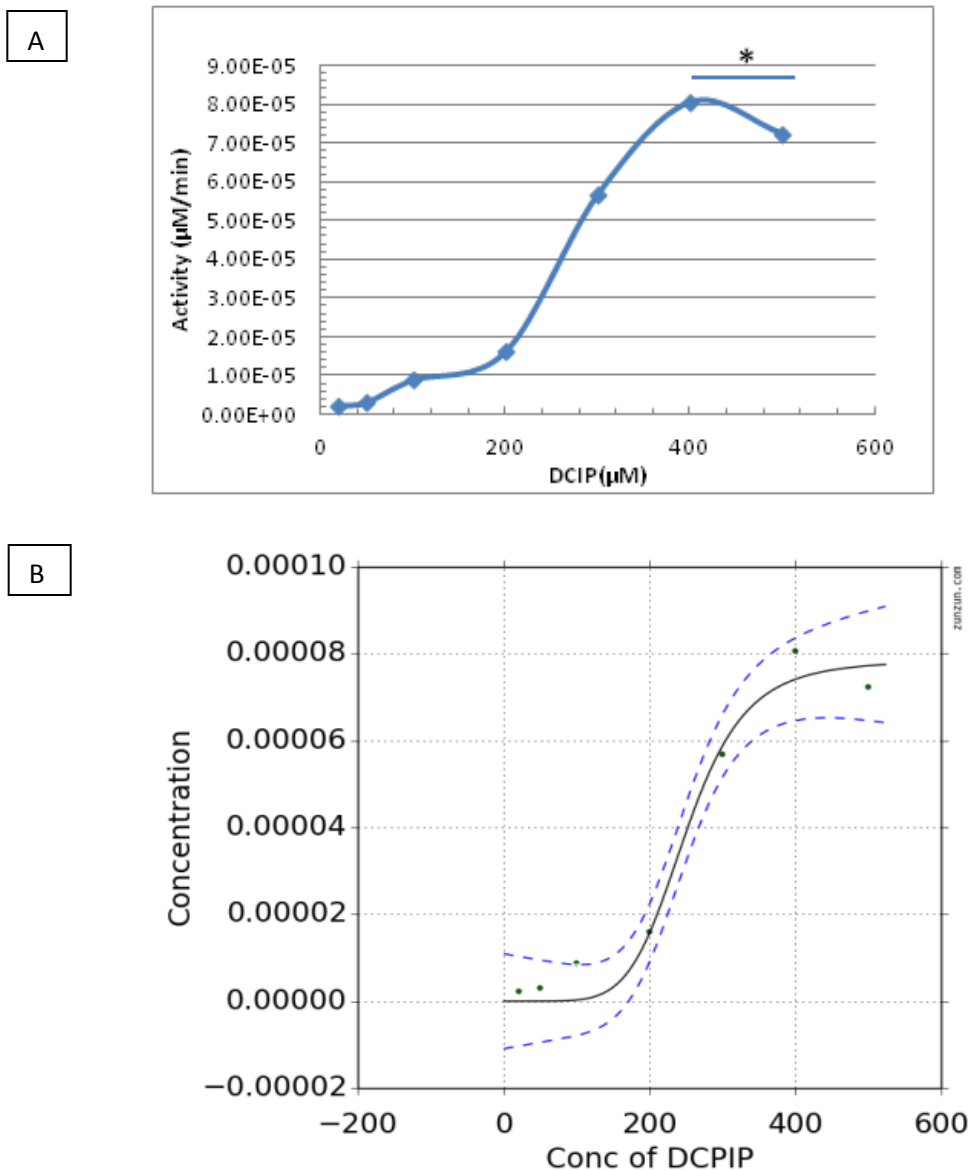 A
*
9.00E-05
8.00E-05
7.00E-05
6.00E-05
5.00E-05
4.00E-05
3.00E-05
2.00E-05
1.00E-05
0.00E+00
Activity (µM/min)
0 200 400 600
DCIP(µM)
B
0.00010
0.00008
0.00006
0.00004
0.00002
0.00000
−0.00002
Concentration
zunzun.com
−200 0 200 400 600
Conc of DCPIP